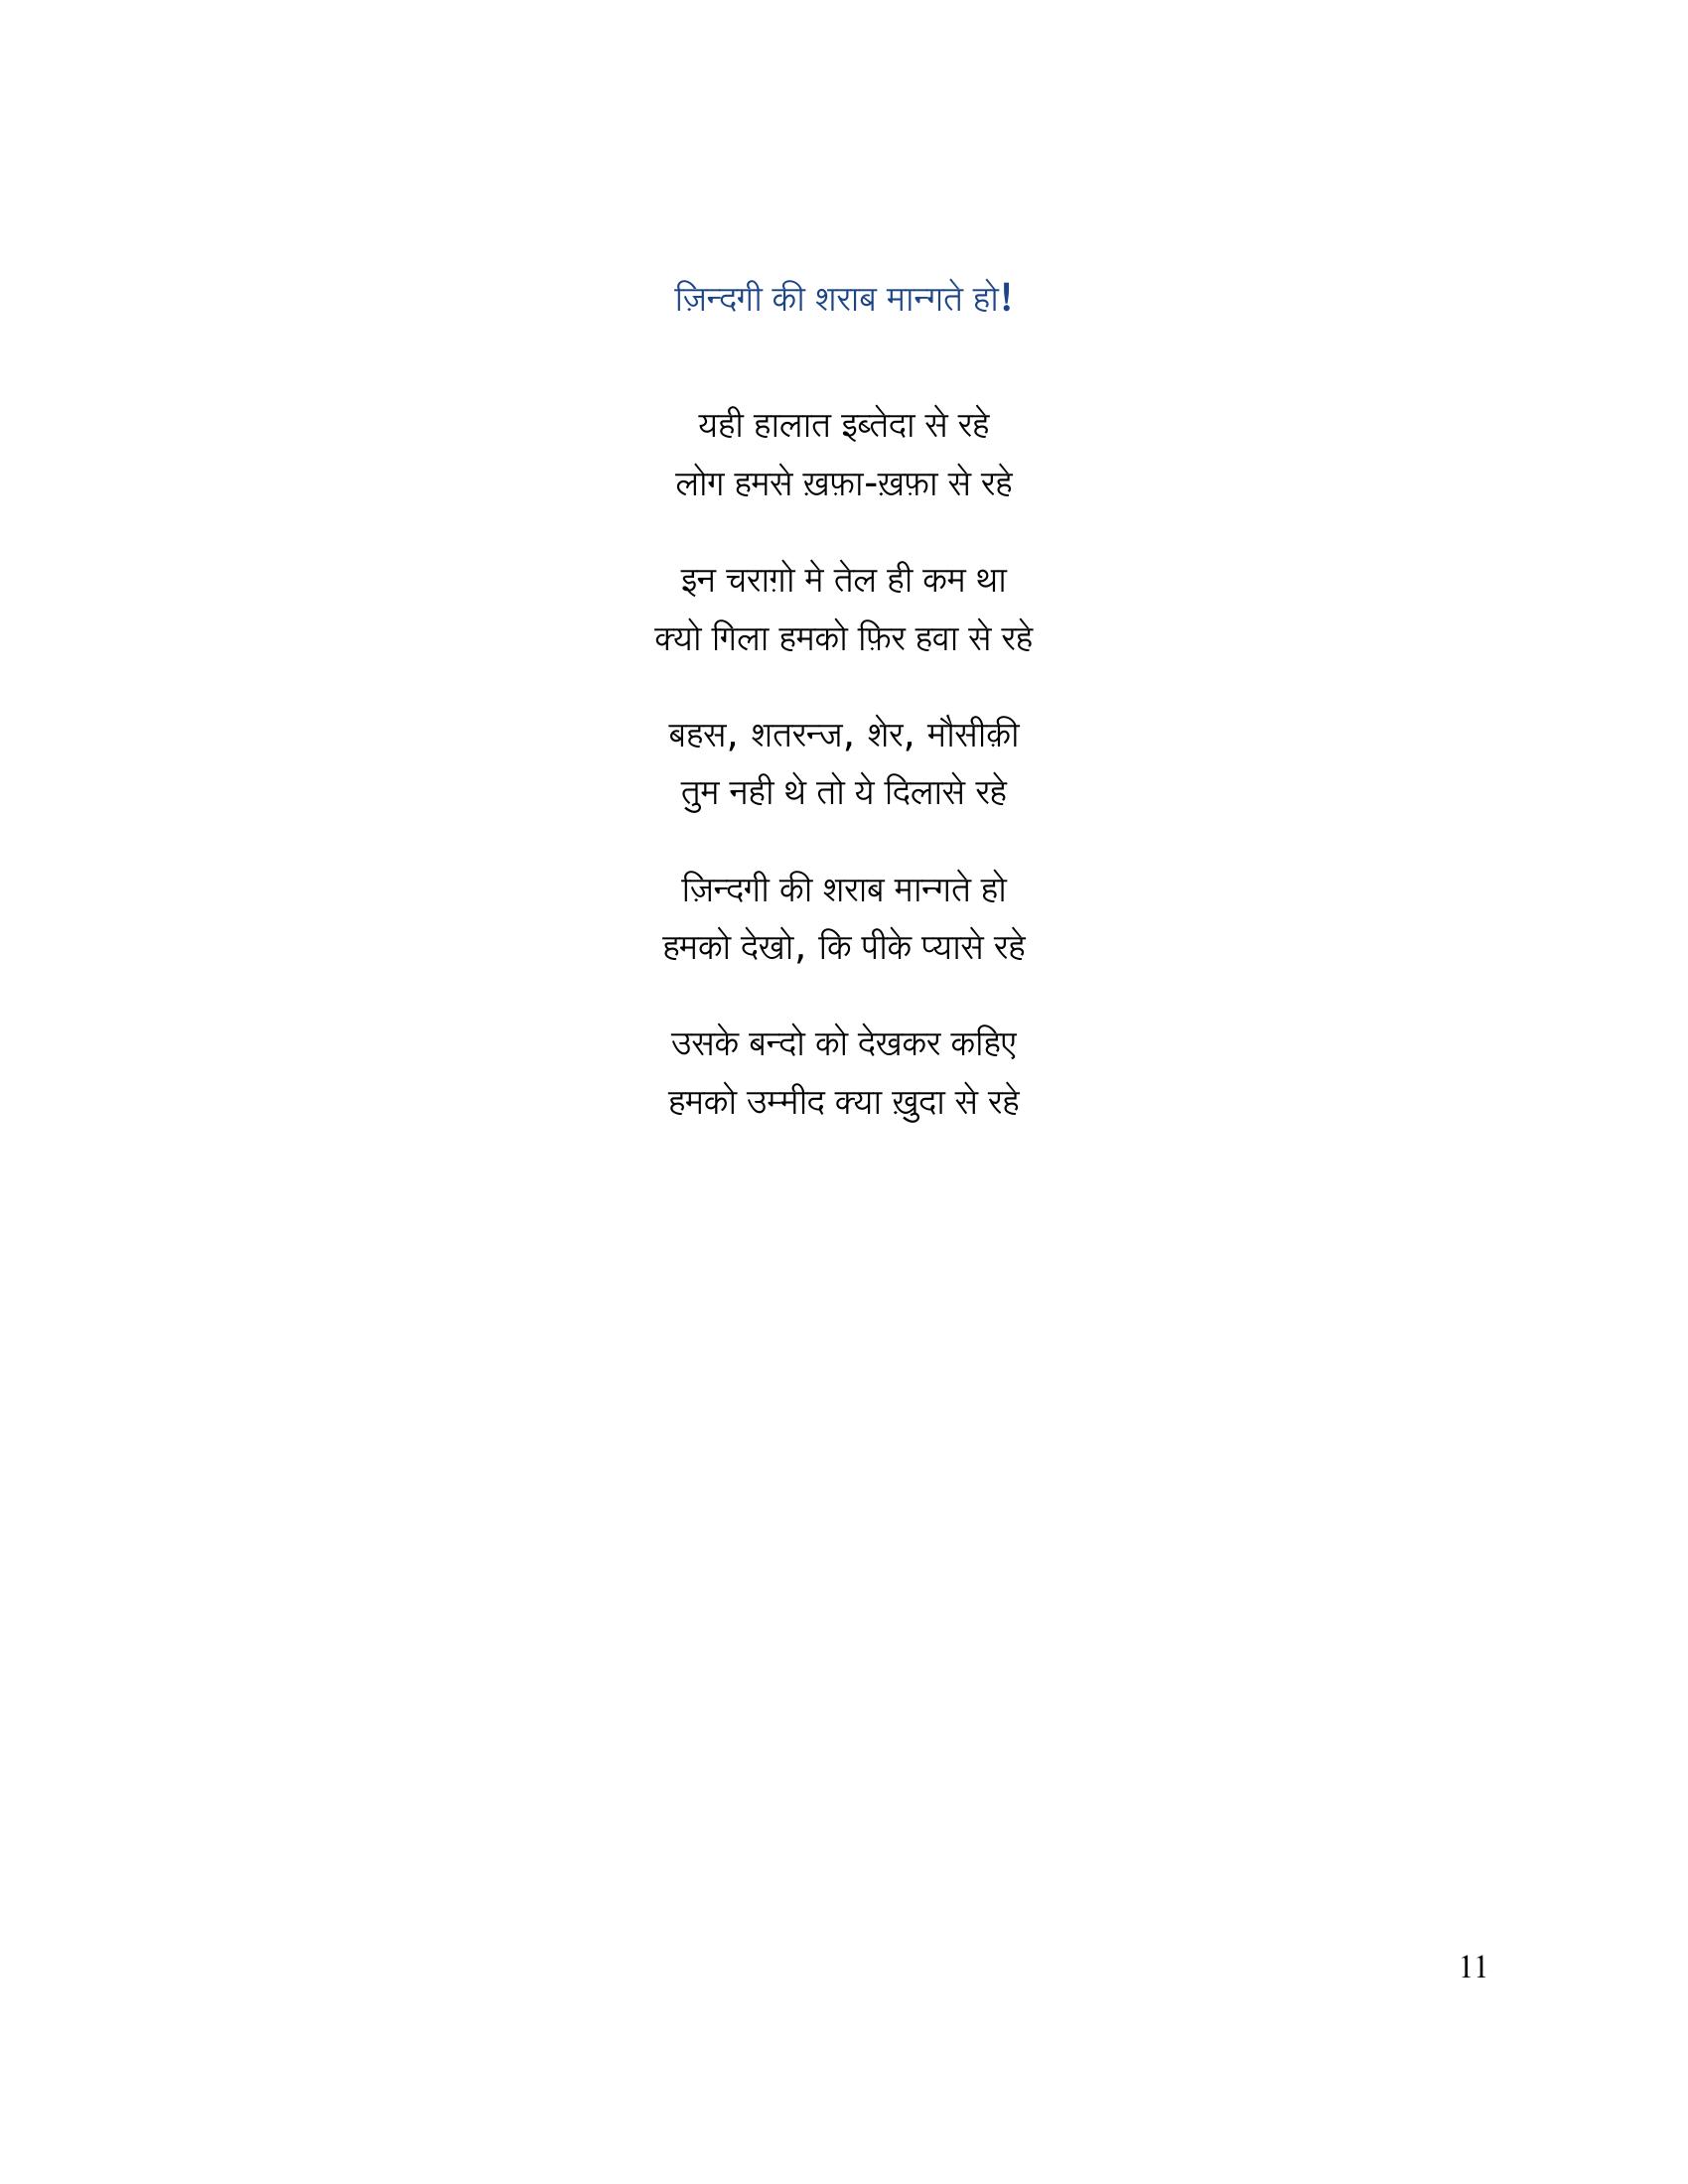 ज़िन्दगी की शराब मान्गते हो!
यही हालात इब्तेदा से रहे
लोग हमसे ख़फ़ा-ख़फ़ा से रहे
इन चराग़ो मे तेल ही कम था
क्यो गिला हमको फ़िर हवा से रहे
बहस, शतरन्ज, शेर, मौसीक़ी
तुम नही थे तो ये दिलासे रहे
ज़िन्दगी की शराब मान्गते हो
हमको देखो, कि पीके प्यासे रहे
उसके बन्दो को देखकर कहिए
हमको उम्मीद क्या ख़ुदा से रहे
11